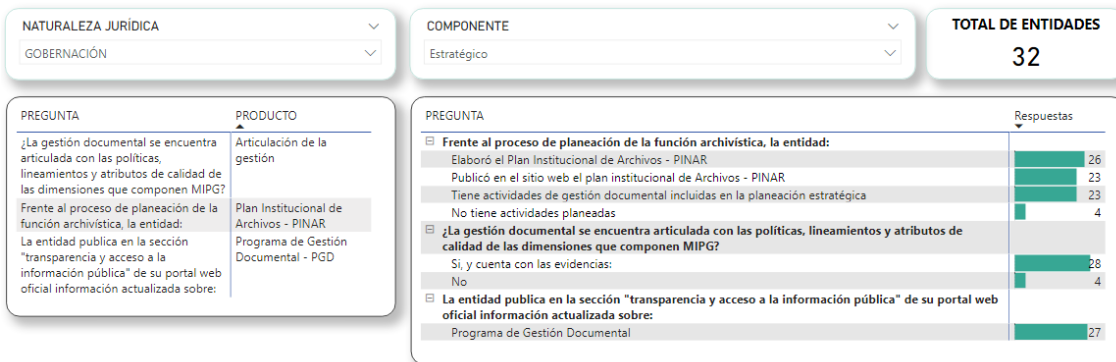 NATURALEZA JURÍDICA
GOBERNACIÓN
COMPONENTE
Estratégico
TOTAL DE ENTIDADES
32
PREGUNTA PRODUCTO
¿La gestión documental se encuentra Articulación de la
articulada con las políticas, gestión
lineamientos y atributos de calidad de
las dimensiones que componen MIPG?
Frente al proceso de planeación de la Plan Institucional de
función archivística, la entidad: Archivos - PINAR
La entidad publica en la sección Programa de Gestión
"transparencia y acceso a la Documental - PGD
información pública" de su portal web
oficial información actualizada sobre:
PREGUNTA Respuestas
Frente al proceso de planeación de la función archivística, la entidad:
Elaboró el Plan Institucional de Archivos - PINAR 26
Publicó en el sitio web el plan institucional de Archivos - PINAR 23
Tiene actividades de gestión documental incluidas en la planeación estratégica 23
No tiene actividades planeadas 4
¿La gestión documental se encuentra articulada con las políticas, lineamientos y atributos de
calidad de las dimensiones que componen MIPG?
Si, y cuenta con las evidencias: 28
No 4
La entidad publica en la sección "transparencia y acceso a la información pública" de su portal web
oficial información actualizada sobre:
Programa de Gestión Documental 27